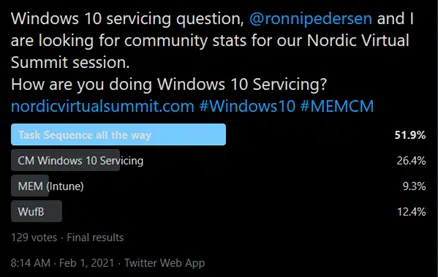 Windows 10 servicing question, @ronnipedersen and I
are looking for community stats for our Nordic Virtual
Summit session.
How are you doing Windows 10 Servicing?
nordicvirtualsummit.com #Windows10 #MEMCM
Task Sequence all the way 51.9%
CM Windows 10 Servicing 26.4%
MEM (Intune) 9.3%
WufB 12.4%
129 votes · Final results
8:14 AM · Feb 1, 2021 · Twitter Web App